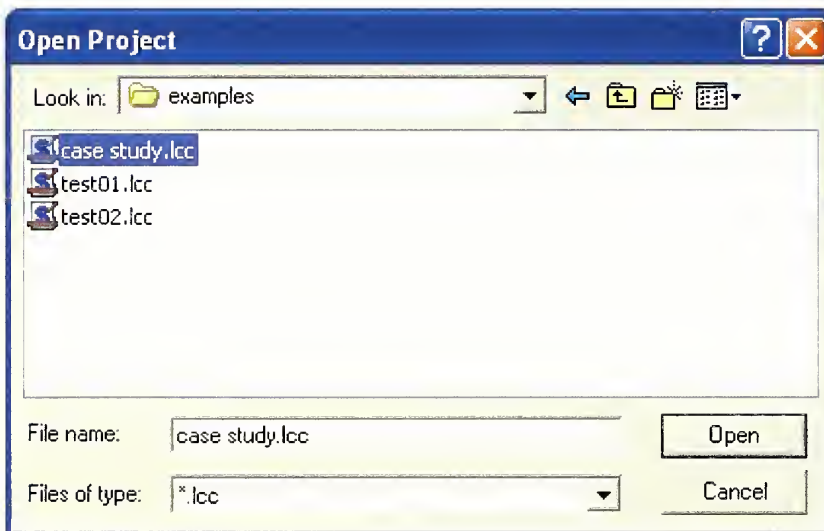 Open Project
Look in: examples
case study.lcc
test01.lcc
test02.lcc
File name: case study.lcc Open
Files of type: *.lcc Cancel